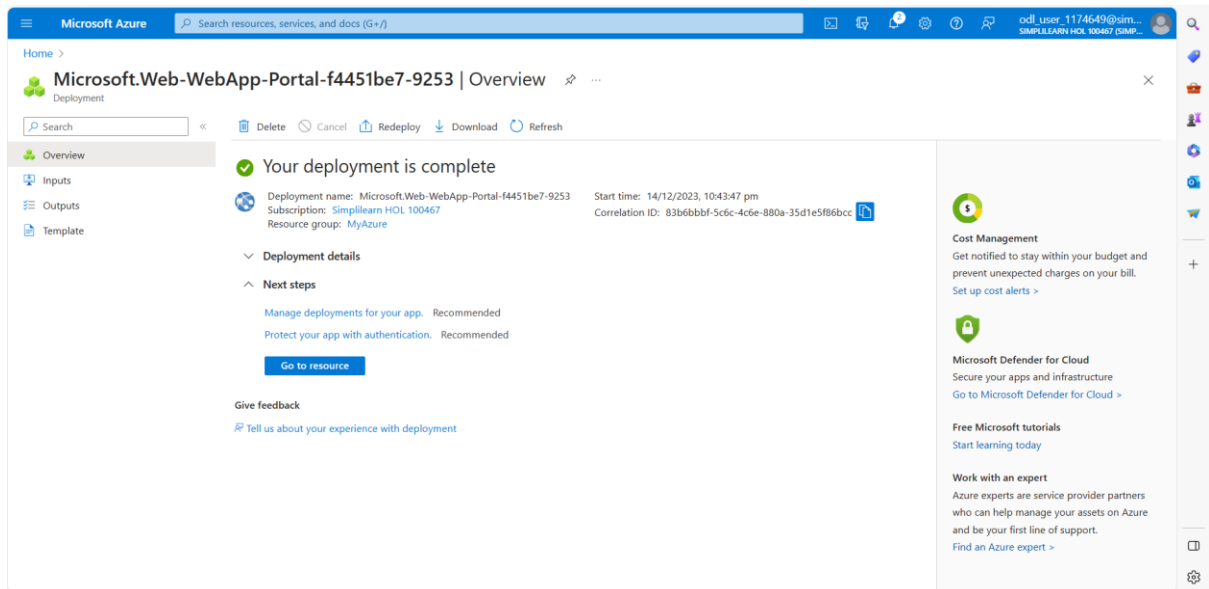 Microsoft Azure
Search resources, services, and docs (G+/)
2
odl_user_1174649@sim...
SIMPLILEARN HOL 100467 (SIMP...
Home >
Microsoft.Web-WebApp-Portal-f4451be7-9253 | Overview
Deployment
Search
Overview
Inputs
Outputs
Template
Delete Cancel Redeploy Download Refresh
Your deployment is complete
Deployment name: Microsoft.Web-WebApp-Portal-f4451be7-9253
Subscription: Simplilearn HOL 100467
Resource group: MyAzure
Start time: 14/12/2023, 10:43:47 pm
Correlation ID: 83b6bbbf-5c6c-4c6e-880a-35d1e5f86bcc
Deployment details
Next steps
Manage deployments for your app. Recommended
Protect your app with authentication. Recommended
Go to resource
Give feedback
Tell us about your experience with deployment
Cost Management
Get notified to stay within your budget and
prevent unexpected charges on your bill.
Set up cost alerts >
Microsoft Defender for Cloud
Secure your apps and infrastructure
Go to Microsoft Defender for Cloud >
Free Microsoft tutorials
Start learning today
Work with an expert
Azure experts are service provider partners
who can help manage your assets on Azure
and be your first line of support.
Find an Azure expert >